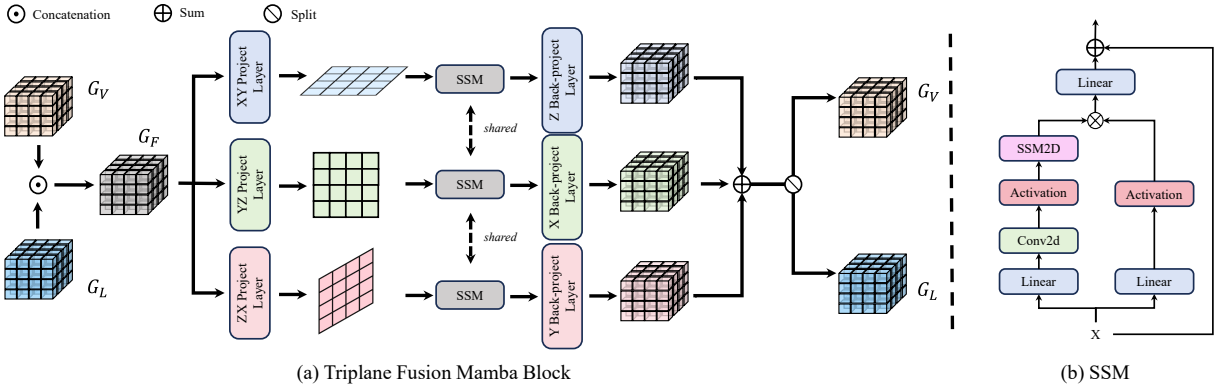 Concatenation
Sum
Split
G_V
G_F
G_L
XY Project
Layer
SSM
Z Back-project
Layer
shared
YZ Project
Layer
SSM
X Back-project
Layer
shared
ZX Project
Layer
SSM
Y Back-project
Layer
G_V
G_L
(a) Triplane Fusion Mamba Block
Linear
SSM2D
Activation
Activation
Conv2d
Linear
Linear
X
(b) SSM